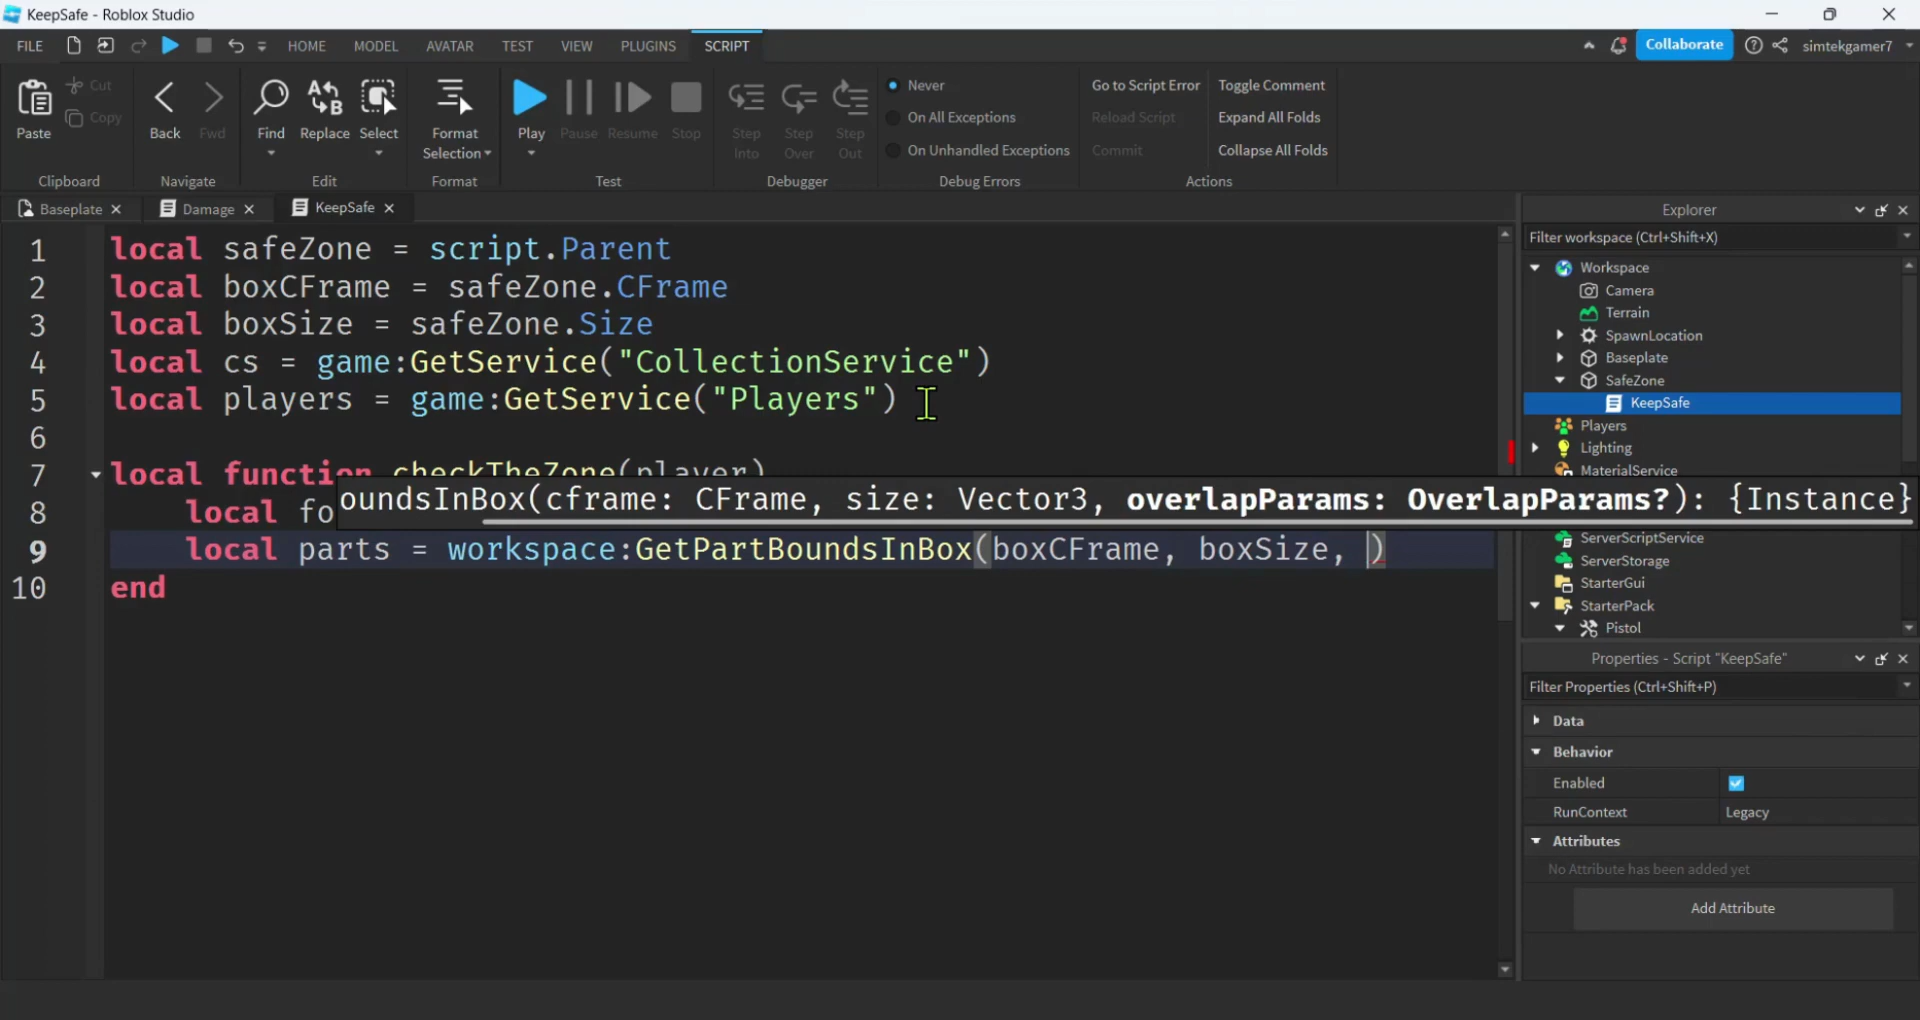 KeepSafe - Roblox Studio
FILE HOME MODEL AVATAR TEST VIEW PLUGINS SCRIPT Collaborate simtekgamer7
Paste Cut Copy
Clipboard
Back Fwd
Navigate
Find Replace Select
Edit
Format Selection
Format
Play Pause Resume Stop
Test
Step Into Step Over Step Out
Debugger
Never
On All Exceptions
On Unhandled Exceptions
Debug Errors
Go to Script Error
Reload Script
Commit
Toggle Comment
Expand All Folds
Collapse All Folds
Actions
Baseplate Damage KeepSafe
1 local safeZone = script.Parent
2 local boxCFrame = safeZone.CFrame
3 local boxSize = safeZone.Size
4 local cs = game:GetService("CollectionService")
5 local players = game:GetService("Players")
6
7 local function checkTheZone(player)
oundsInBox(cframe: CFrame, size: Vector3, overlapParams: OverlapParams?): {Instance}
8 local fo
9 local parts = workspace:GetPartBoundsInBox(boxCFrame, boxSize, )
10 end
Explorer
Filter workspace (Ctrl+Shift+X)
Workspace
Camera
Terrain
SpawnLocation
Baseplate
SafeZone
KeepSafe
Players
Lighting
MaterialService
ServerScriptService
ServerStorage
StarterGui
StarterPack
Pistol
Properties - Script "KeepSafe"
Filter Properties (Ctrl+Shift+P)
Data
Behavior
Enabled
RunContext Legacy
Attributes
No Attribute has been added yet
Add Attribute